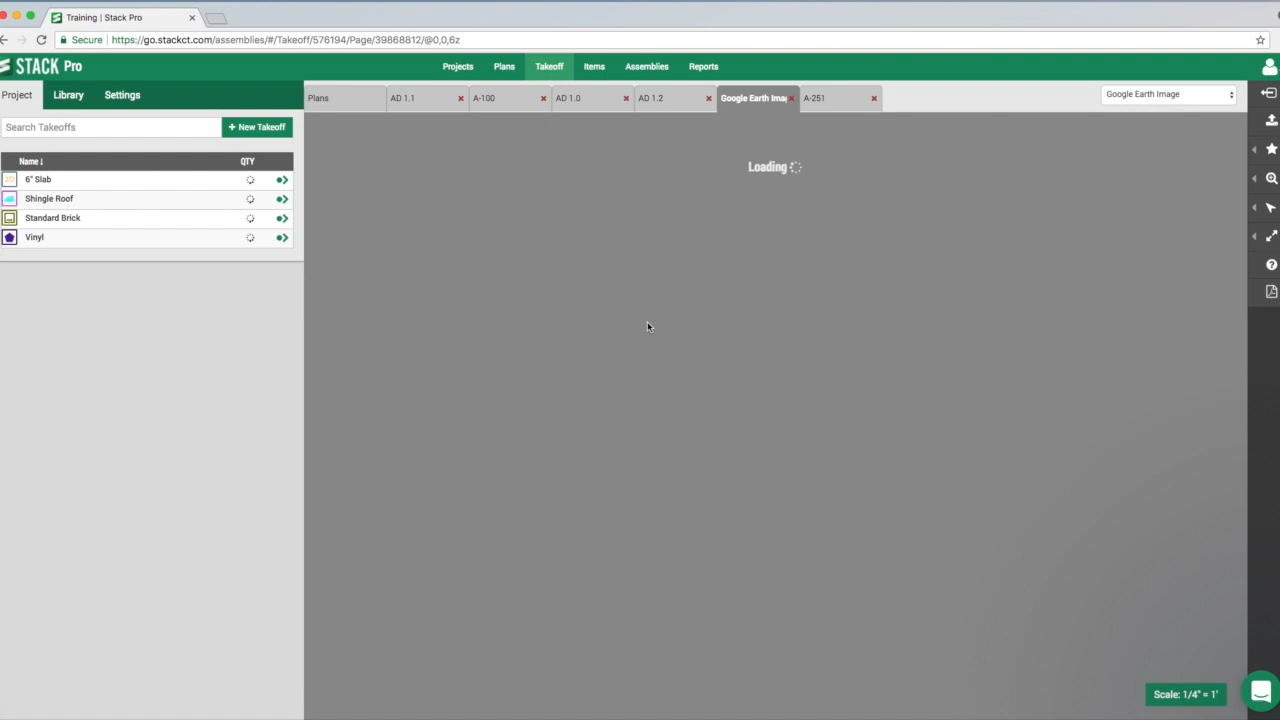 Training | Stack Pro
Secure https://go.stackct.com/assemblies/#/Takeoff/576194/Page/39868812/@0,0,6z
STACK Pro Projects Plans Takeoff Items Assemblies Reports
Project Library Settings
Plans AD 1.1 A-100 AD 1.0 AD 1.2 Google Earth Imag A-251 Google Earth Image
Search Takeoffs + New Takeoff
Name QTY
2D 6" Slab
Shingle Roof
Standard Brick
Vinyl
Loading
Scale: 1/4" = 1'